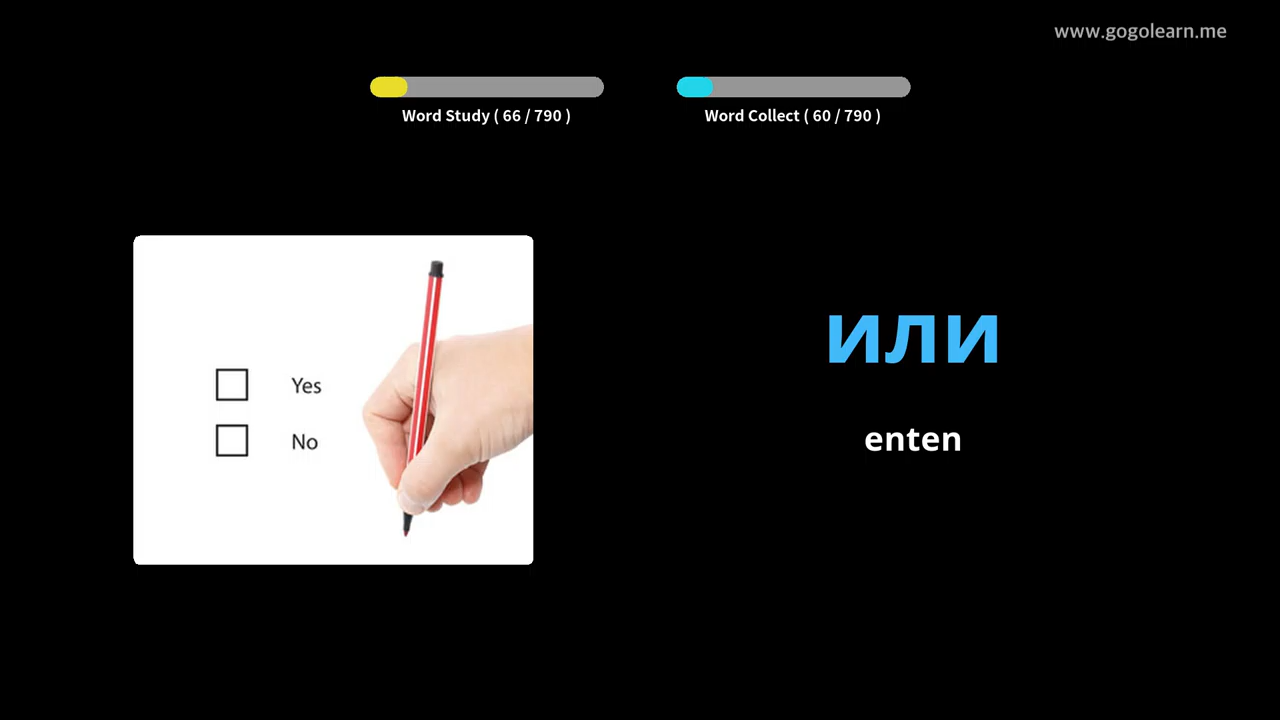 www.gogolearn.me
Word Study ( 66 / 790 )
Word Collect ( 60 / 790 )
Yes
No
или
enten